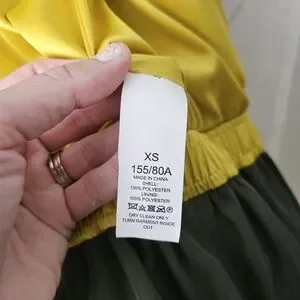 XS
155/80A
MADE IN CHINA
SHELL:
100% POLYESTER
LINING:
100% POLYESTER
DRY CLEAN ONLY
TURN GARMENT INSIDE
OUT